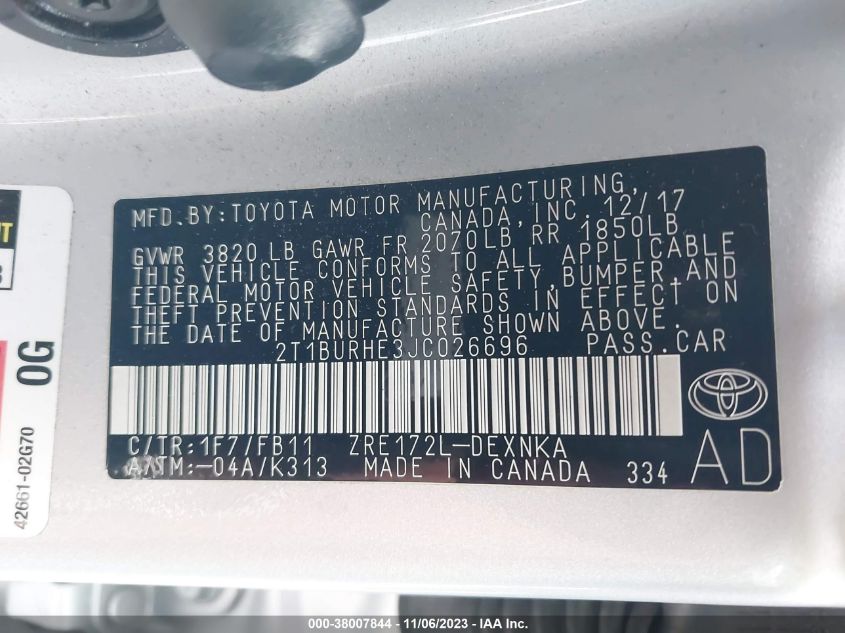 MFD.BY:TOYOTA MOTOR MANUFACTURING,
CANADA,INC. 12/17
GVWR 3820 LB GAWR FR 2070LB RR 1850LB
THIS VEHICLE CONFORMS TO ALL APPLICABLE
FEDERAL MOTOR VEHICLE SAFETY,BUMPER,AND
THEFT PREVENTION STANDARDS IN EFFECT ON
THE DATE OF MANUFACTURE SHOWN ABOVE.
2T1BURHE3JC026696 PASS.CAR
C/TR:1F7/FB11 ZRE172L-DEXNKA
A/TM:-04A/K313 MADE IN CANADA 334
AD
0G
42661-02G70
000-38007844 | 11/06/2023 - IAA Inc.